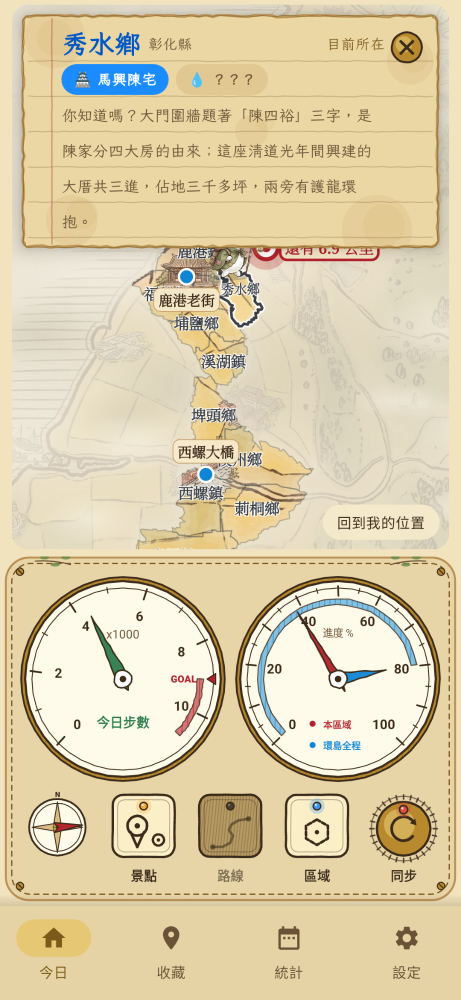 秀水鄉 彰化縣 目前所在
馬興陳宅 ？？？
你知道嗎？大門圍牆題著「陳四裕」三字，是
陳家分四大房的由來；這座清道光年間興建的
大厝共三進，佔地三千多坪，兩旁有護龍環
抱。
還有 6.9 公里
秀水鄉
鹿港老街
埔鹽鄉
溪湖鎮
埤頭鄉
西螺大橋
州鄉
西螺鎮
莿桐鄉
回到我的位置
0 2 4 6 8 10
x1000
GOAL
今日步數
0 20 40 60 80 100
進度 %
本區域
環島全程
N
景點 路線 區域 同步
今日 收藏 統計 設定